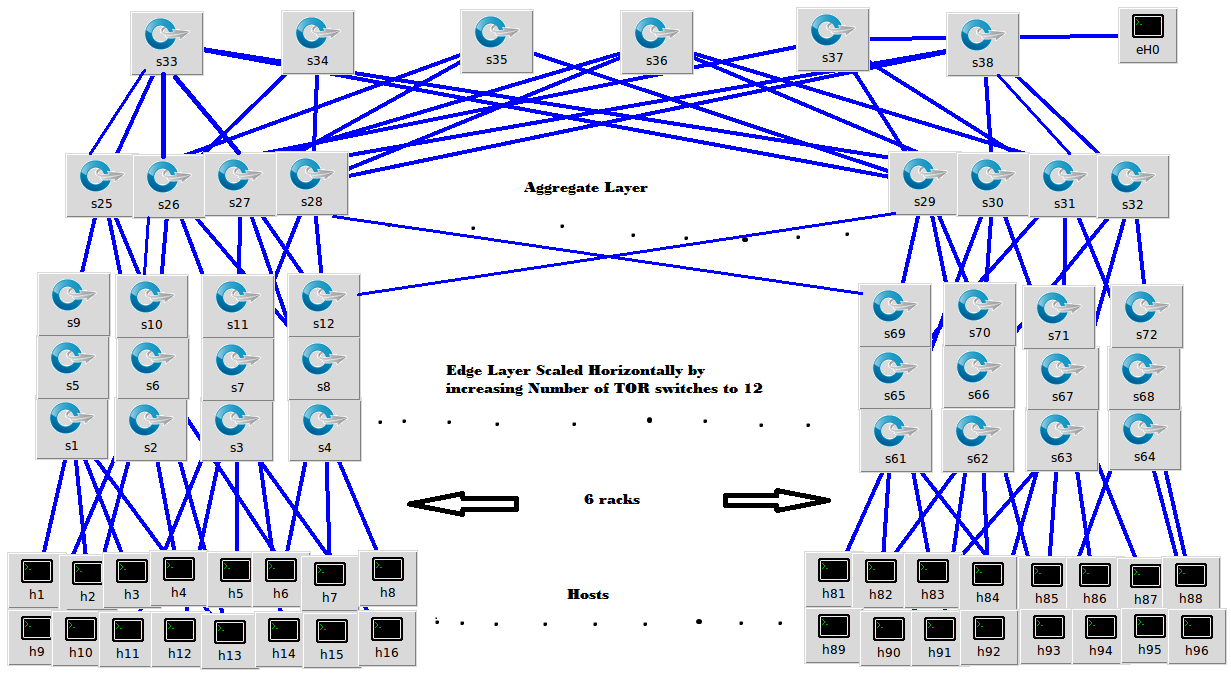 s33 s34 s35 s36 s37 s38 eH0
s25 s26 s27 s28 s29 s30 s31 s32
Aggregate Layer
s9 s10 s11 s12 s69 s70 s71 s72
s5 s6 s7 s8 s65 s66 s67 s68
Edge Layer Scaled Horizontally by
increasing Number of TOR switches to 12
s1 s2 s3 s4 s61 s62 s63 s64
6 racks
h1 h2 h3 h4 h5 h6 h7 h8 h81 h82 h83 h84 h85 h86 h87 h88
Hosts
h9 h10 h11 h12 h13 h14 h15 h16 h89 h90 h91 h92 h93 h94 h95 h96